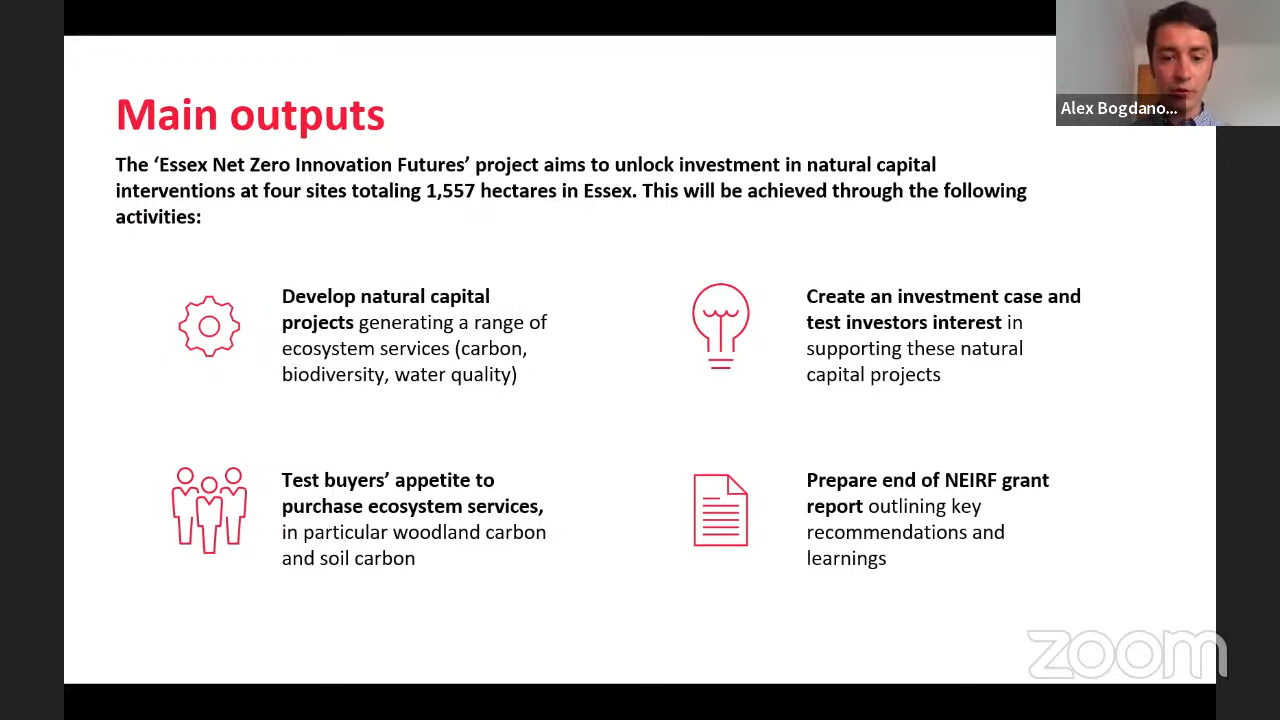 Main outputs
The ‘Essex Net Zero Innovation Futures’ project aims to unlock investment in natural capital
interventions at four sites totaling 1,557 hectares in Essex. This will be achieved through the following
activities:
Develop natural capital
projects generating a range of
ecosystem services (carbon,
biodiversity, water quality)
Create an investment case and
test investors interest in
supporting these natural
capital projects
Test buyers’ appetite to
purchase ecosystem services,
in particular woodland carbon
and soil carbon
Prepare end of NEIRF grant
report outlining key
recommendations and
learnings
Alex Bogdano...
zoom